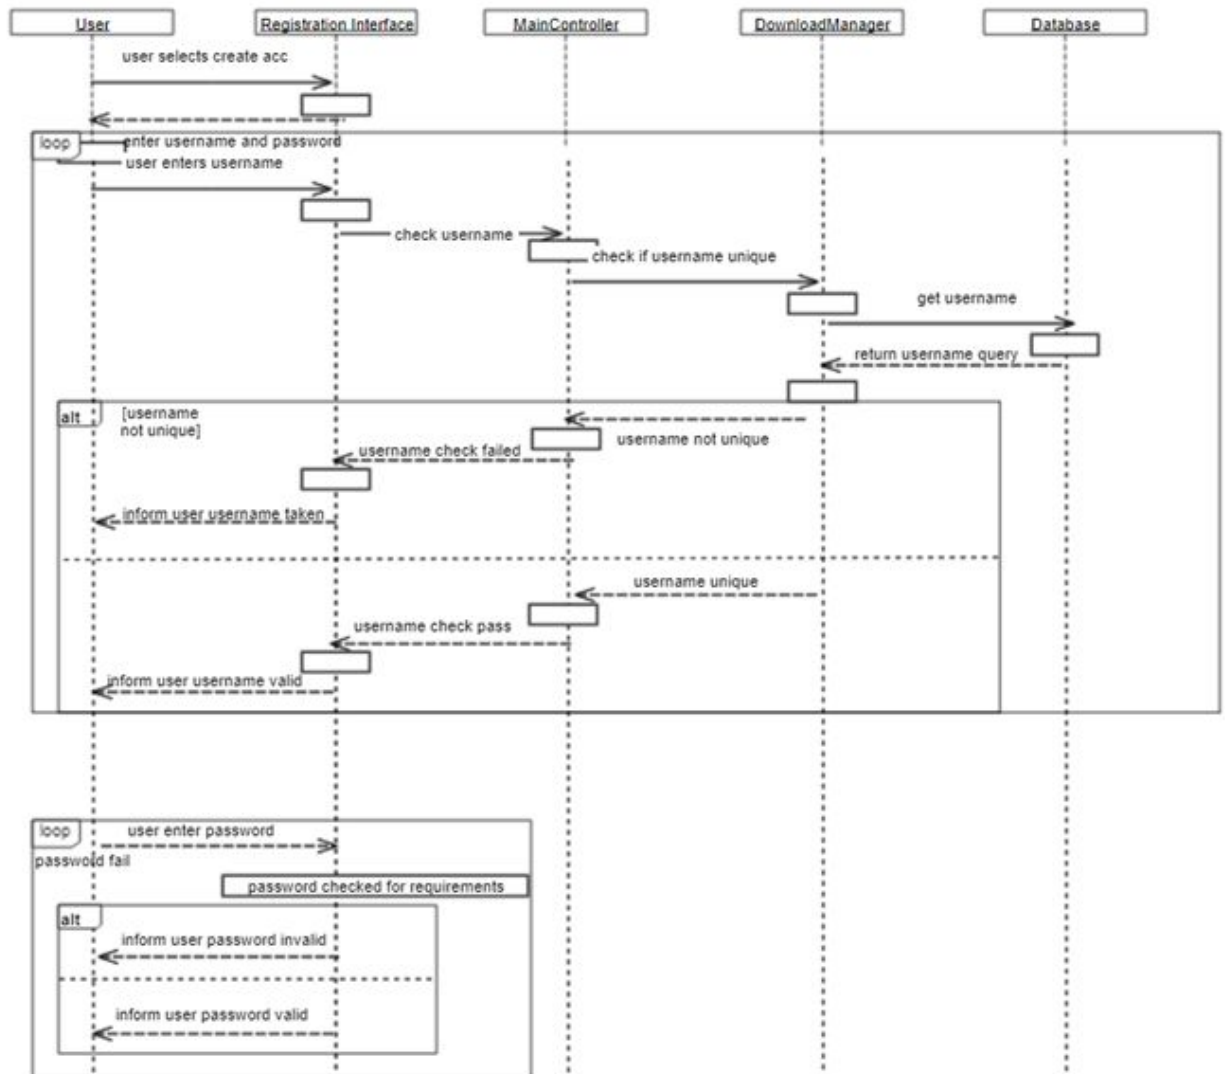 User
Registration Interface
MainController
DownloadManager
Database
user selects create acc
loop
enter username and password
user enters username
check username
check if username unique
get username
return username query
alt
[username
not unique]
username not unique
username check failed
inform user username taken
username unique
username check pass
inform user username valid
loop
user enter password
password fail
password checked for requirements
alt
inform user password invalid
inform user password valid